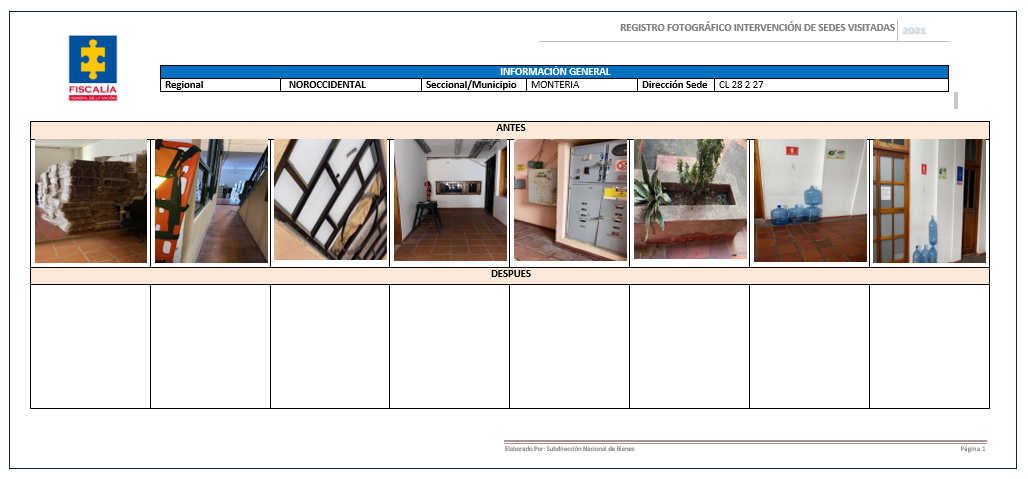 REGISTRO FOTOGRÁFICO INTERVENCIÓN DE SEDES VISITADAS 2021
FISCALÍA
GENERAL DE LA NACIÓN
INFORMACIÓN GENERAL
Regional NOROCCIDENTAL Seccional/Municipio MONTERIA Dirección Sede CL 28 2 27
ANTES
DESPUES
Elaborado Por: Subdirección Nacional de Bienes Página 1